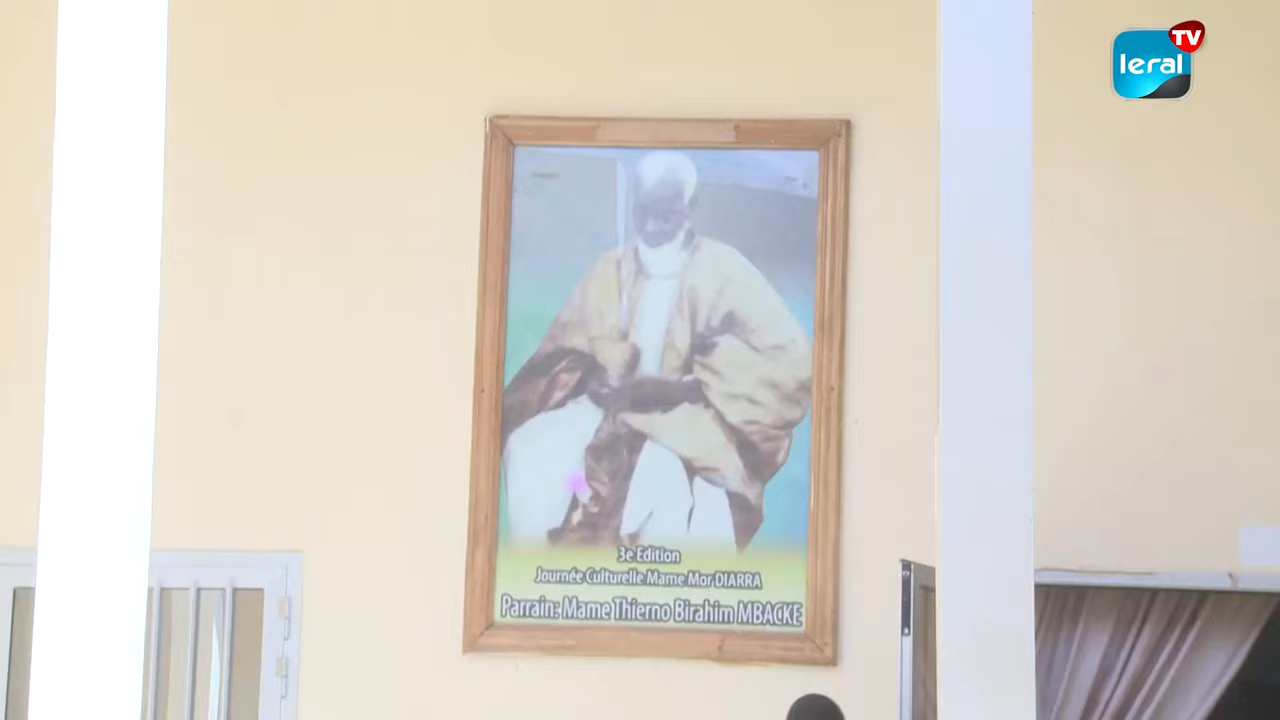 TV
leral
3e Edition
Journée Culturelle Mame Mor DIARRA
Parrain: Mame Thierno Birahim MBACKE